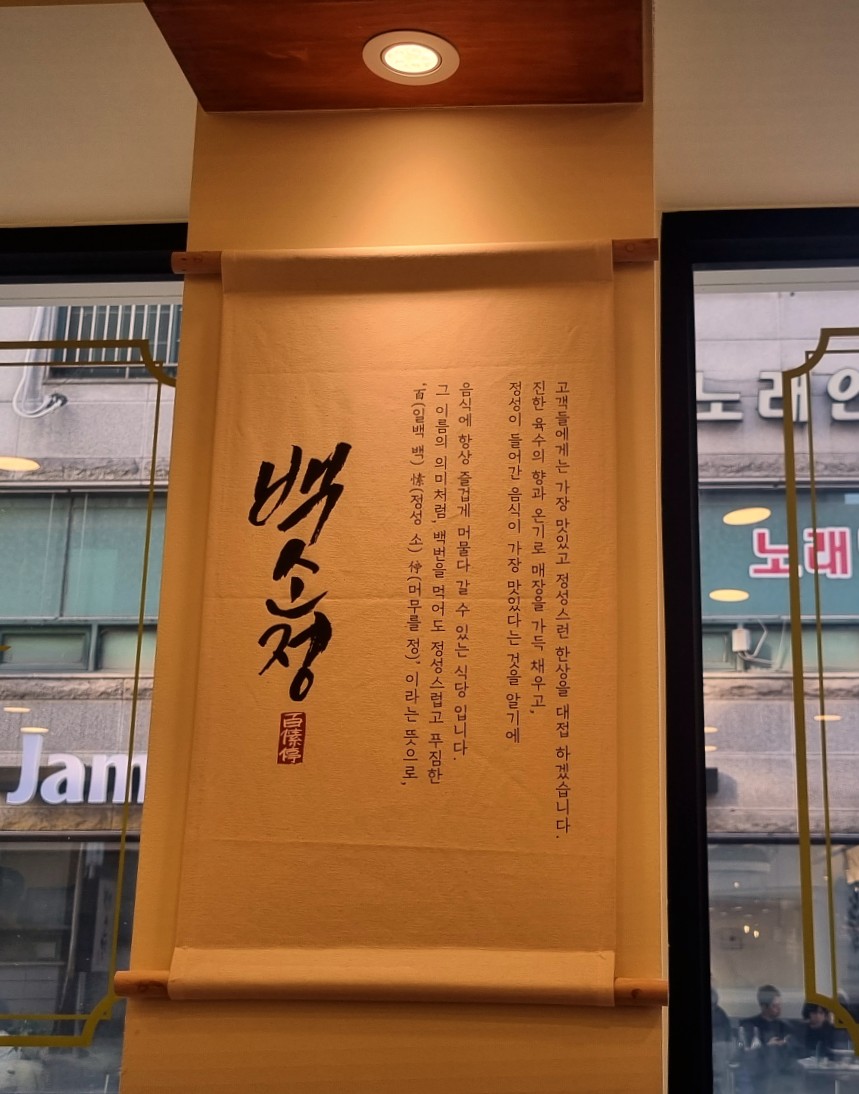 백소정
百愫停
"百(일백 백) 愫(정성 소) 停(머무를 정)" 이라는 뜻으로,
그 이름의 의미처럼, 백번을 먹어도 정성스럽고 푸짐한
음식에 항상 즐겁게 머물다 갈 수 있는 식당 입니다.
정성이 들어간 음식이 가장 맛있다는 것을 알기에
진한 육수의 향과 온기로 매장을 가득 채우고,
고객들에게는 가장 맛있고 정성스런 한상을 대접 하겠습니다.
Jam
노래
노래